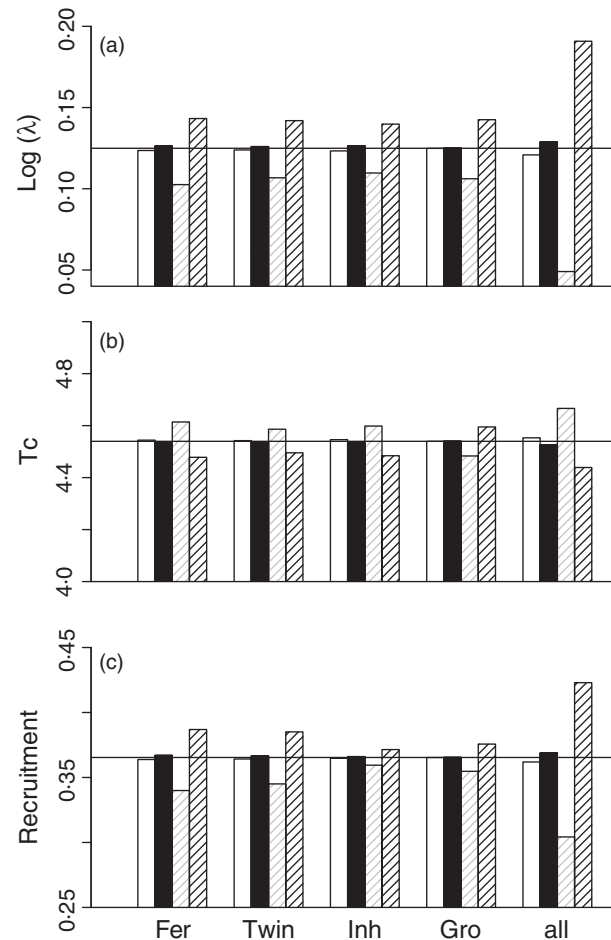 (a)
Log (λ)
0·20
0·15
0·10
0·05
(b)
Tc
4·8
4·4
4·0
(c)
Recruitment
0·45
0·35
0·25
Fer Twin Inh Gro all